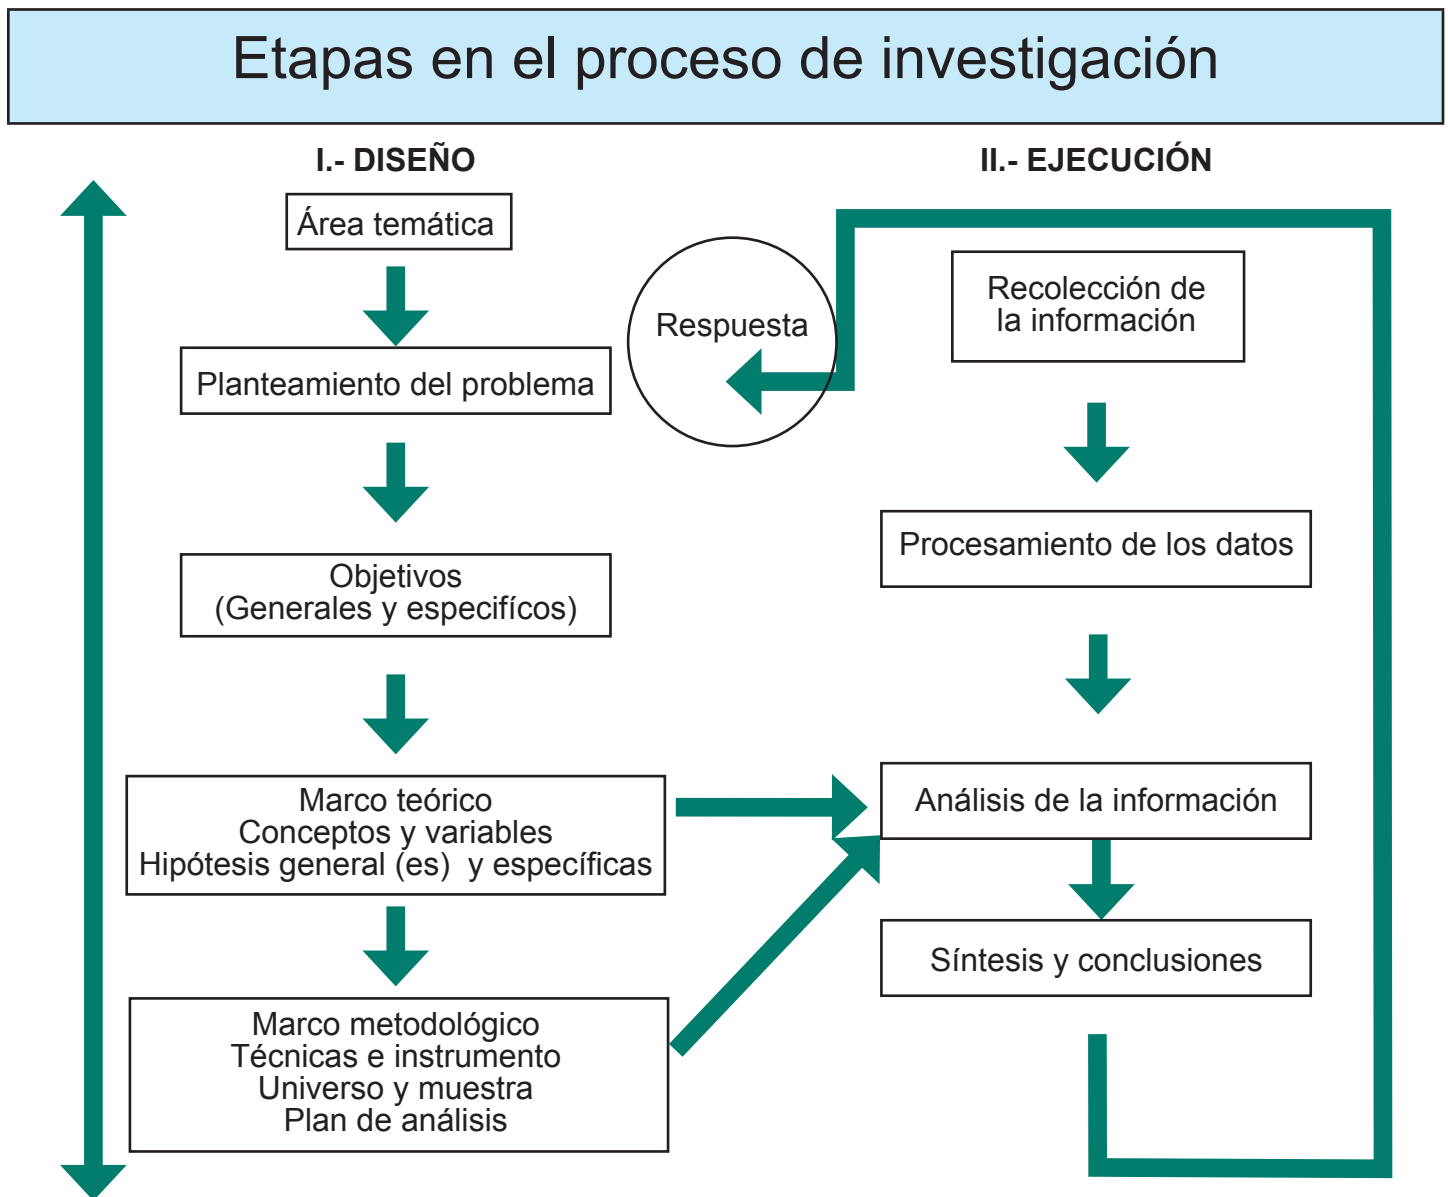 Etapas en el proceso de investigación
I.- DISEÑO
Área temática
Planteamiento del problema
Objetivos
(Generales y especifícos)
Marco teórico
Conceptos y variables
Hipótesis general (es)  y específicas
Marco metodológico
Técnicas e instrumento
Universo y muestra
Plan de análisis
Respuesta
II.- EJECUCIÓN
Recolección de
la información
Procesamiento de los datos
Análisis de la información
Síntesis y conclusiones